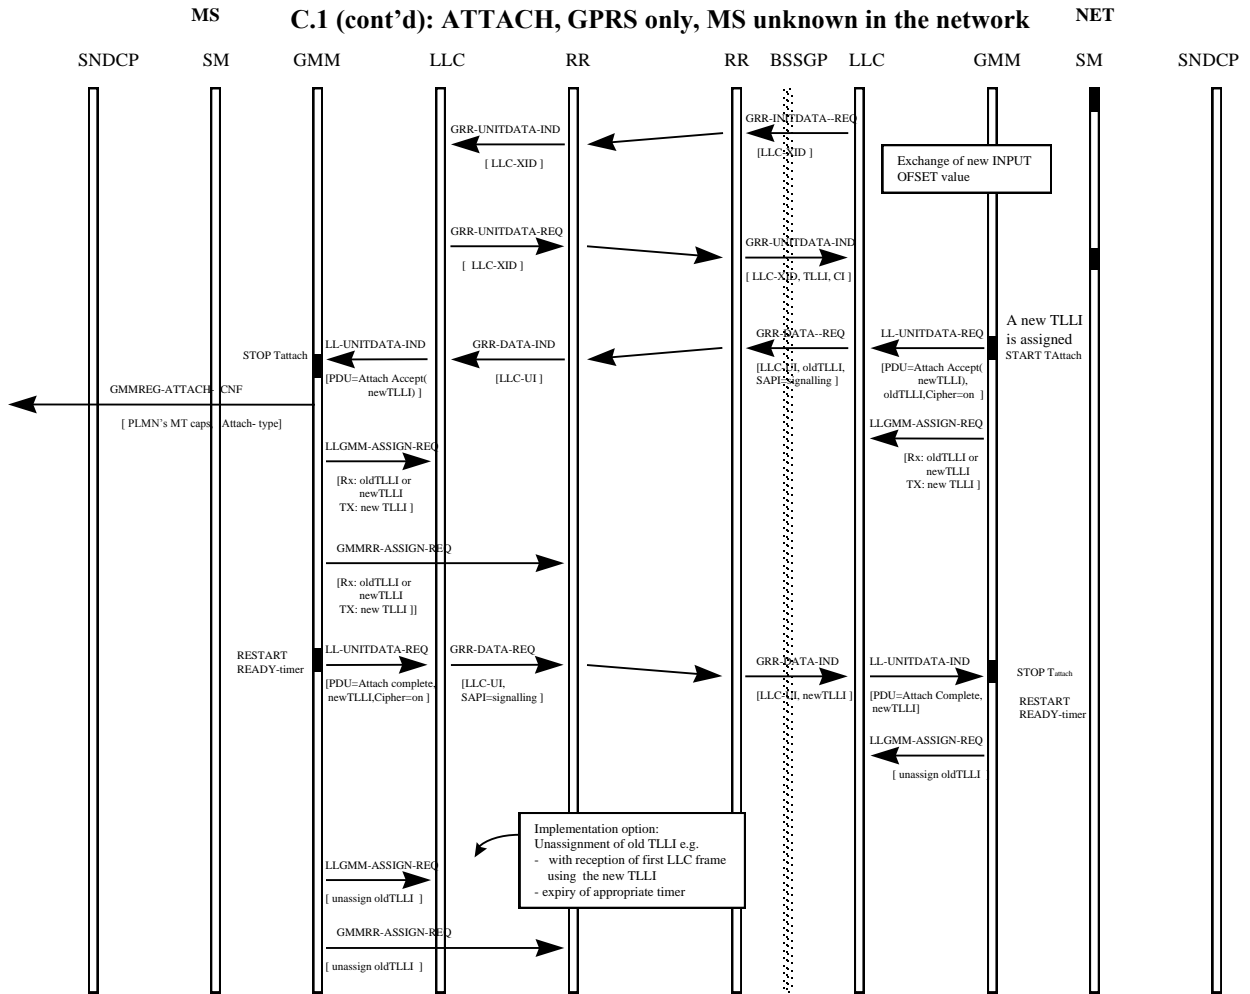 MS
C.1 (cont'd): ATTACH, GPRS only, MS unknown in the network
NET
SNDCP SM GMM LLC RR RR BSSGP LLC GMM SM SNDCP
GRR-UNITDATA-IND
[ LLC-XID ]
GRR-INITDATA--REQ
[LLC-XID ]
Exchange of new INPUT
OFSET value
GRR-UNITDATA-REQ
[ LLC-XID ]
GRR-UNITDATA-IND
[ LLC-XID, TLLI, CI ]
A new TLLI
is assigned
START TAttach
LL-UNITDATA-REQ
[PDU=Attach Accept(
newTLLI),
oldTLLI,Cipher=on ]
GRR-DATA--REQ
[LLC-UI, oldTLLI,
SAPI=signalling ]
GRR-DATA-IND
[LLC-UI ]
LL-UNITDATA-IND
[PDU=Attach Accept(
newTLLI) ]
STOP Tattach
GMMREG-ATTACH- CNF
[ PLMN's MT caps, Attach- type]
LLGMM-ASSIGN-REQ
[Rx: oldTLLI or
newTLLI
TX: new TLLI ]
LLGMM-ASSIGN-REQ
[Rx: oldTLLI or
newTLLI
TX: new TLLI ]
GMMRR-ASSIGN-REQ
[Rx: oldTLLI or
newTLLI
TX: new TLLI ]]
RESTART
READY-timer
LL-UNITDATA-REQ
[PDU=Attach complete,
newTLLI,Cipher=on ]
GRR-DATA-REQ
[LLC-UI,
SAPI=signalling ]
GRR-DATA-IND
[LLC-UI, newTLLI ]
LL-UNITDATA-IND
[PDU=Attach Complete,
newTLLI]
STOP Tattach
RESTART
READY-timer
LLGMM-ASSIGN-REQ
[ unassign oldTLLI
Implementation option:
Unassignment of old TLLI e.g.
- with reception of first LLC frame
using the new TLLI
- expiry of appropriate timer
LLGMM-ASSIGN-REQ
[ unassign oldTLLI ]
GMMRR-ASSIGN-REQ
[ unassign oldTLLI ]